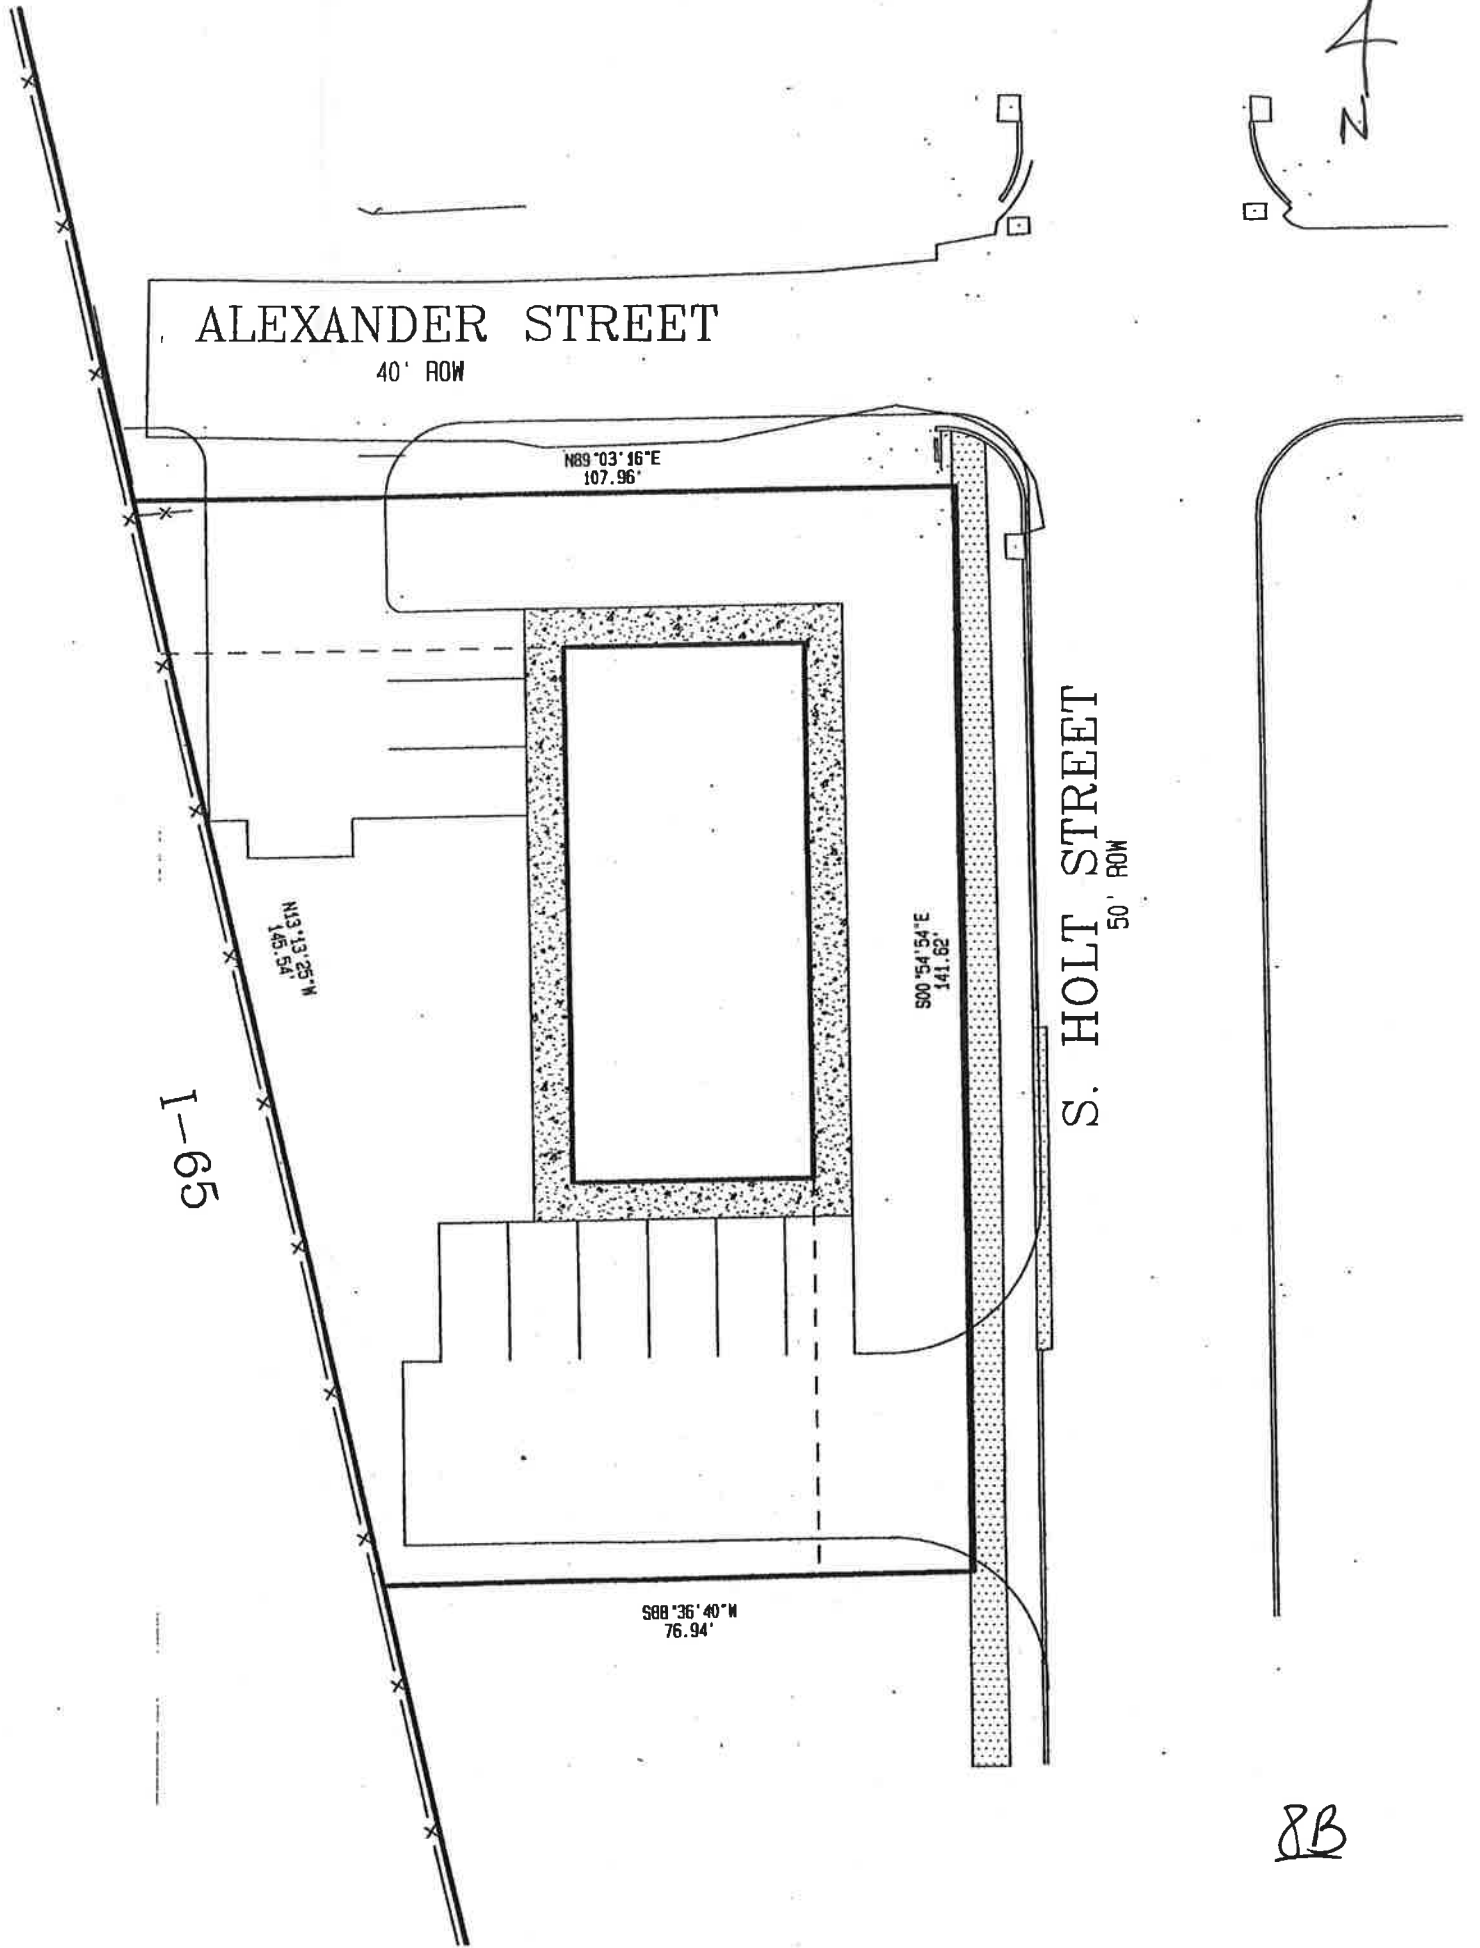 N
ALEXANDER STREET
40' ROW
N89°03'16"E
107.96'
S. HOLT STREET
50' ROW
S00°54'54"E
141.62'
N13°13'25"W
145.54'
I-65
S88°36'40"W
76.94'
8B